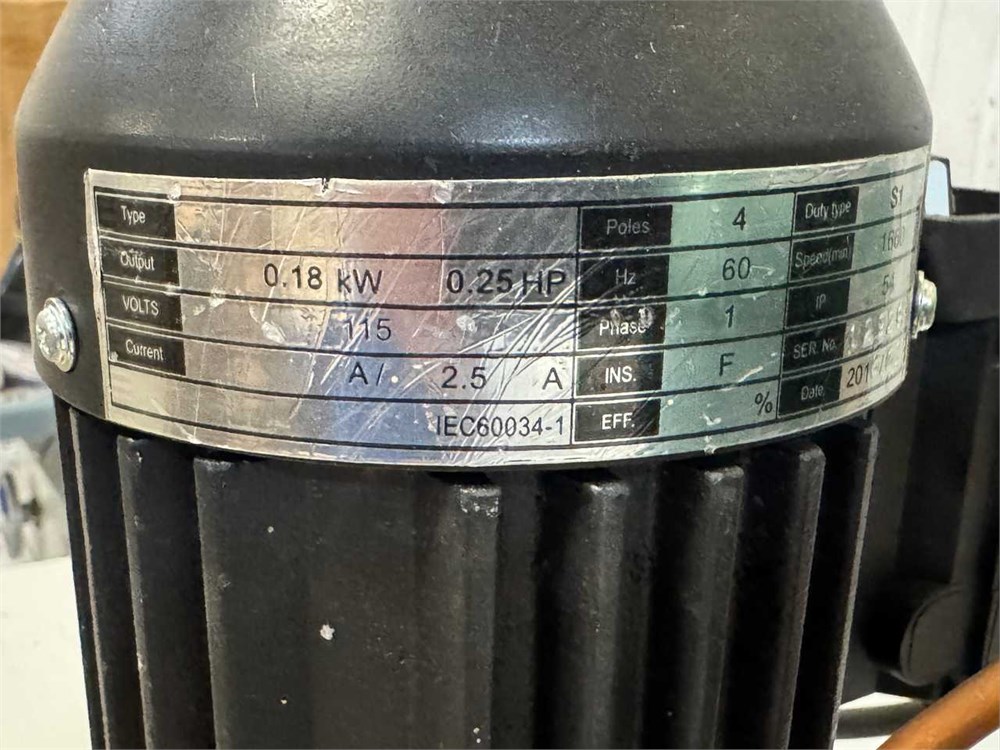 Type Poles 4 Duty type S1
Output 0.18 kW 0.25 HP Hz 60 Speed(min)
VOLTS 115 Phase 1 IP
Current A/. 2.5 A INS. F SER. No.
IEC60034-1 EFF. % Date